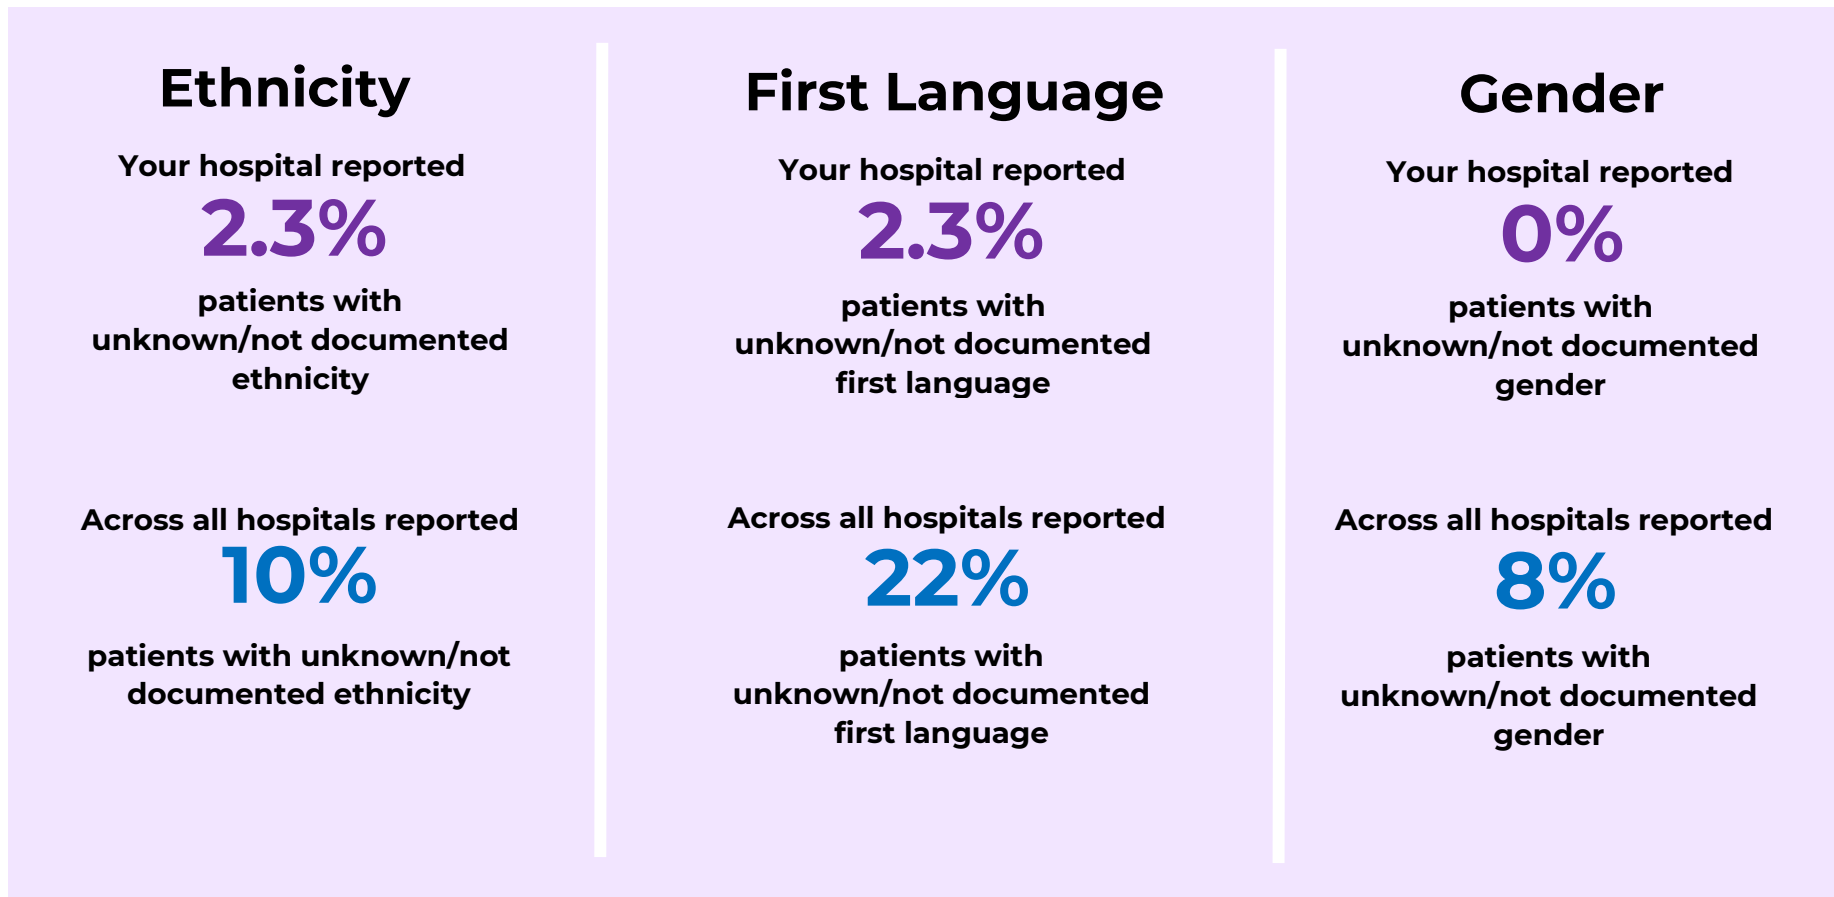 Ethnicity
Your hospital reported
2.3%
patients with
unknown/not documented
ethnicity
Across all hospitals reported
10%
patients with unknown/not
documented ethnicity
First Language
Your hospital reported
2.3%
patients with
unknown/not documented
first language
Across all hospitals reported
22%
patients with
unknown/not documented
first language
Gender
Your hospital reported
0%
patients with
unknown/not documented
gender
Across all hospitals reported
8%
patients with
unknown/not documented
gender